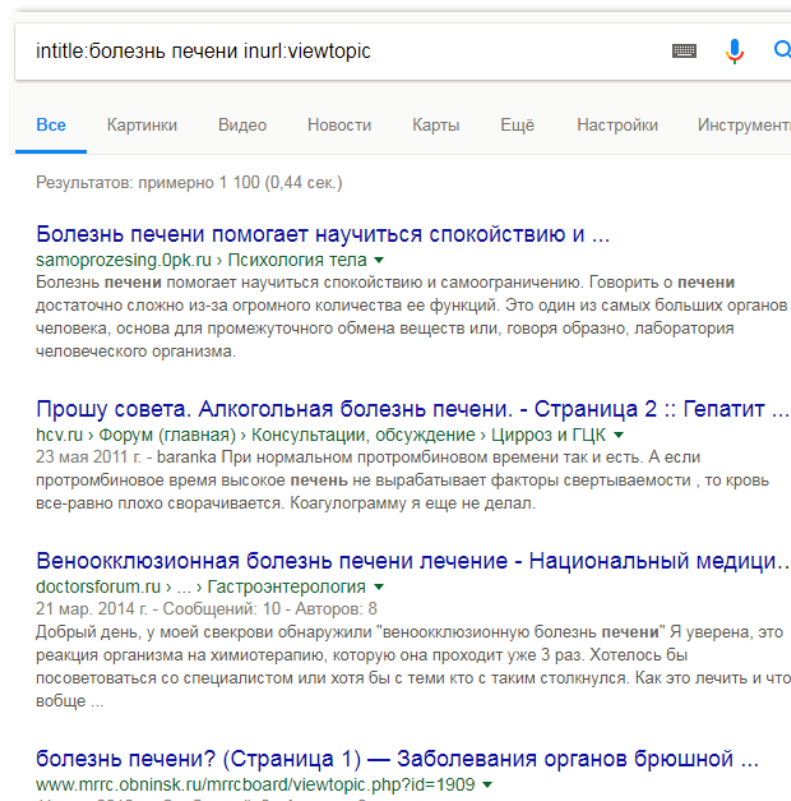 intitle:болезнь печени inurl:viewtopic
Все Картинки Видео Новости Карты Ещё Настройки Инструмент
Результатов: примерно 1 100 (0,44 сек.)
Болезнь печени помогает научиться спокойствию и ...
samoprozesing.0pk.ru › Психология тела ▼
Болезнь печени помогает научиться спокойствию и самоограничению. Говорить о печени
достаточно сложно из-за огромного количества ее функций. Это один из самых больших органов
человека, основа для промежуточного обмена веществ или, говоря образно, лаборатория
человеческого организма.
Прошу совета. Алкогольная болезнь печени. - Страница 2 :: Гепатит ...
hcv.ru › Форум (главная) › Консультации, обсуждение › Цирроз и ГЦК ▼
23 мая 2011 г. - baranka При нормальном протромбиновом времени так и есть. А если
протромбиновое время высокое печень не вырабатывает факторы свертываемости , то кровь
все-равно плохо сворачивается. Коагулограмму я еще не делал.
Веноокклюзионная болезнь печени лечение - Национальный медици...
doctorsforum.ru › ... › Гастроэнтерология ▼
21 мар. 2014 г. - Сообщений: 10 - Авторов: 8
Добрый день, у моей свекрови обнаружили "веноокклюзионную болезнь печени" Я уверена, это
реакция организма на химиотерапию, которую она проходит уже 3 раз. Хотелось бы
посоветоваться со специалистом или хотя бы с теми кто с таким столкнулся. Как это лечить и что
вобще ...
болезнь печени? (Страница 1) — Заболевания органов брюшной ...
www.mrrc.obninsk.ru/mrrcboard/viewtopic.php?id=1909 ▼